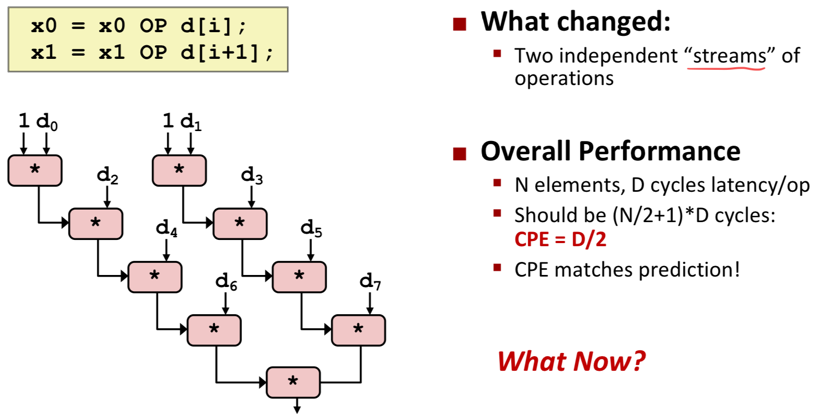 x0 = x0 OP d[i];
x1 = x1 OP d[i+1];
1 d0
1 d1
*
*
d2
d3
*
*
d4
d5
*
*
d6
d7
*
*
*
What changed:
Two independent “streams” of
operations
Overall Performance
N elements, D cycles latency/op
Should be (N/2+1)*D cycles:
CPE = D/2
CPE matches prediction!
What Now?